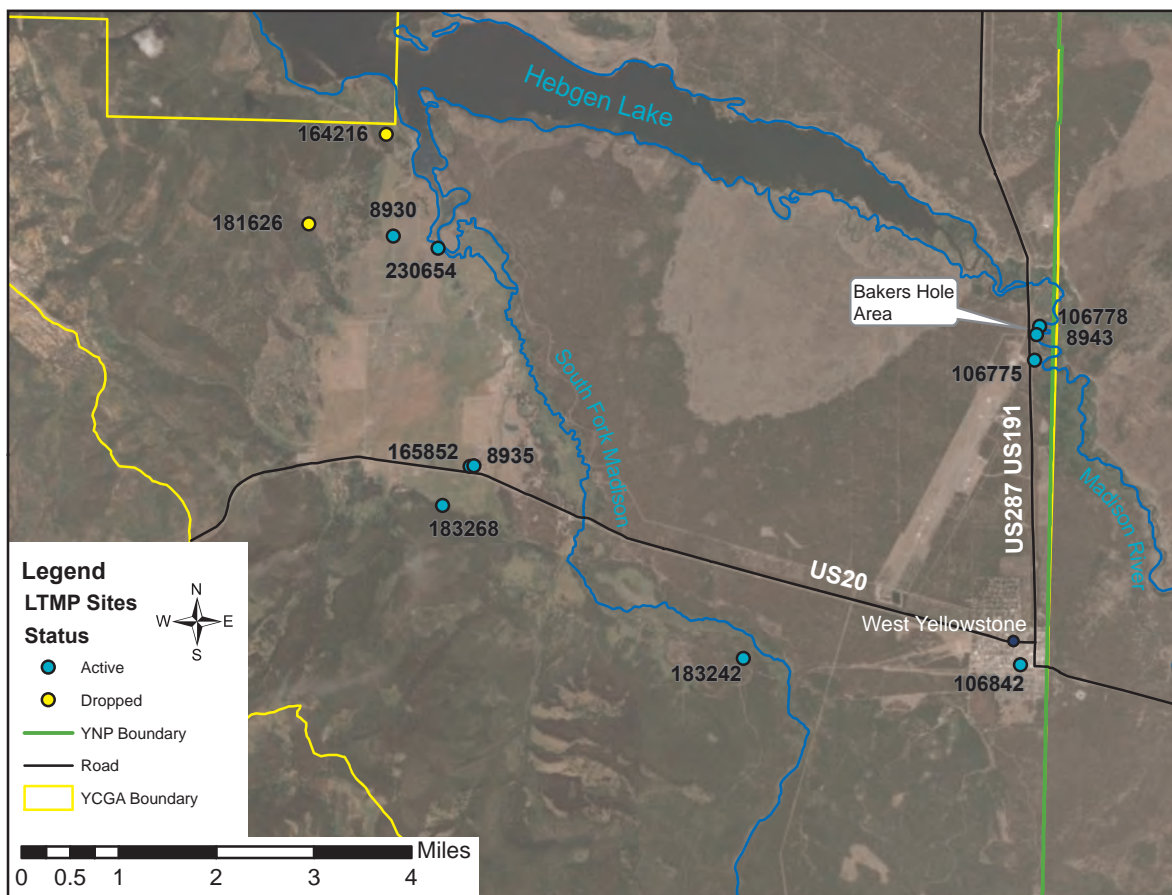 Hebgen Lake
164216
181626
8930
230654
Bakers Hole
Area
106778
8943
106775
South Fork Madison
US287 US191
Madison River
165852
8935
183268
US20
West Yellowstone
183242
106842
Legend
LTMP Sites
Status
Active
Dropped
YNP Boundary
Road
YCGA Boundary
N
W
E
S
Miles
0 0.5 1 2 3 4